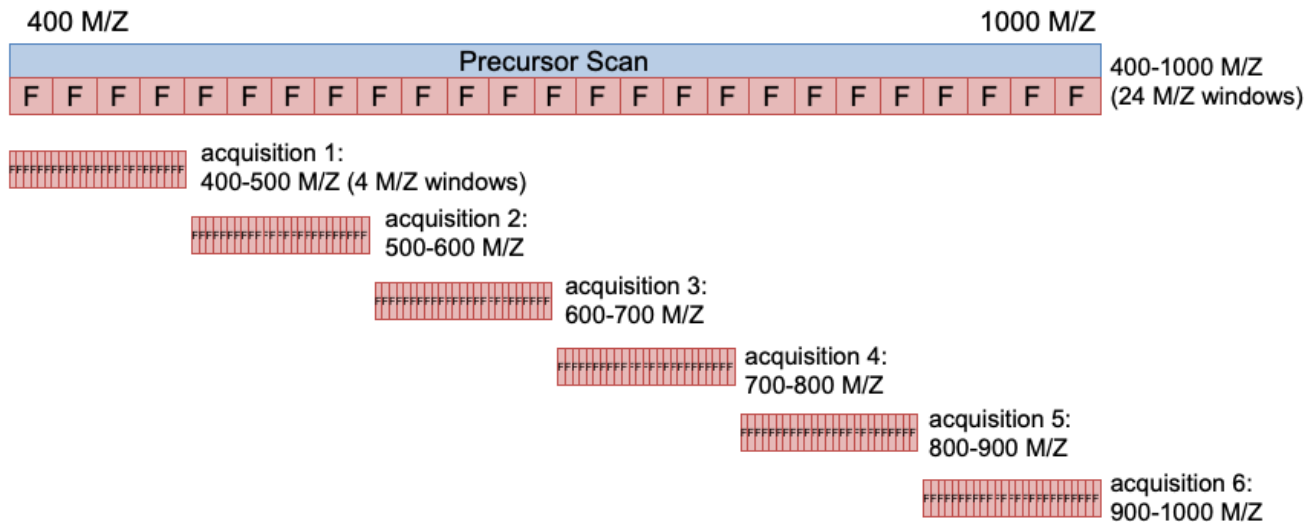 400 M/Z 1000 M/Z
Precursor Scan
F F F F F F F F F F F F F F F F F F F F F F F F F
400-1000 M/Z
(24 M/Z windows)
acquisition 1:
400-500 M/Z (4 M/Z windows)
acquisition 2:
500-600 M/Z
acquisition 3:
600-700 M/Z
acquisition 4:
700-800 M/Z
acquisition 5:
800-900 M/Z
acquisition 6:
900-1000 M/Z